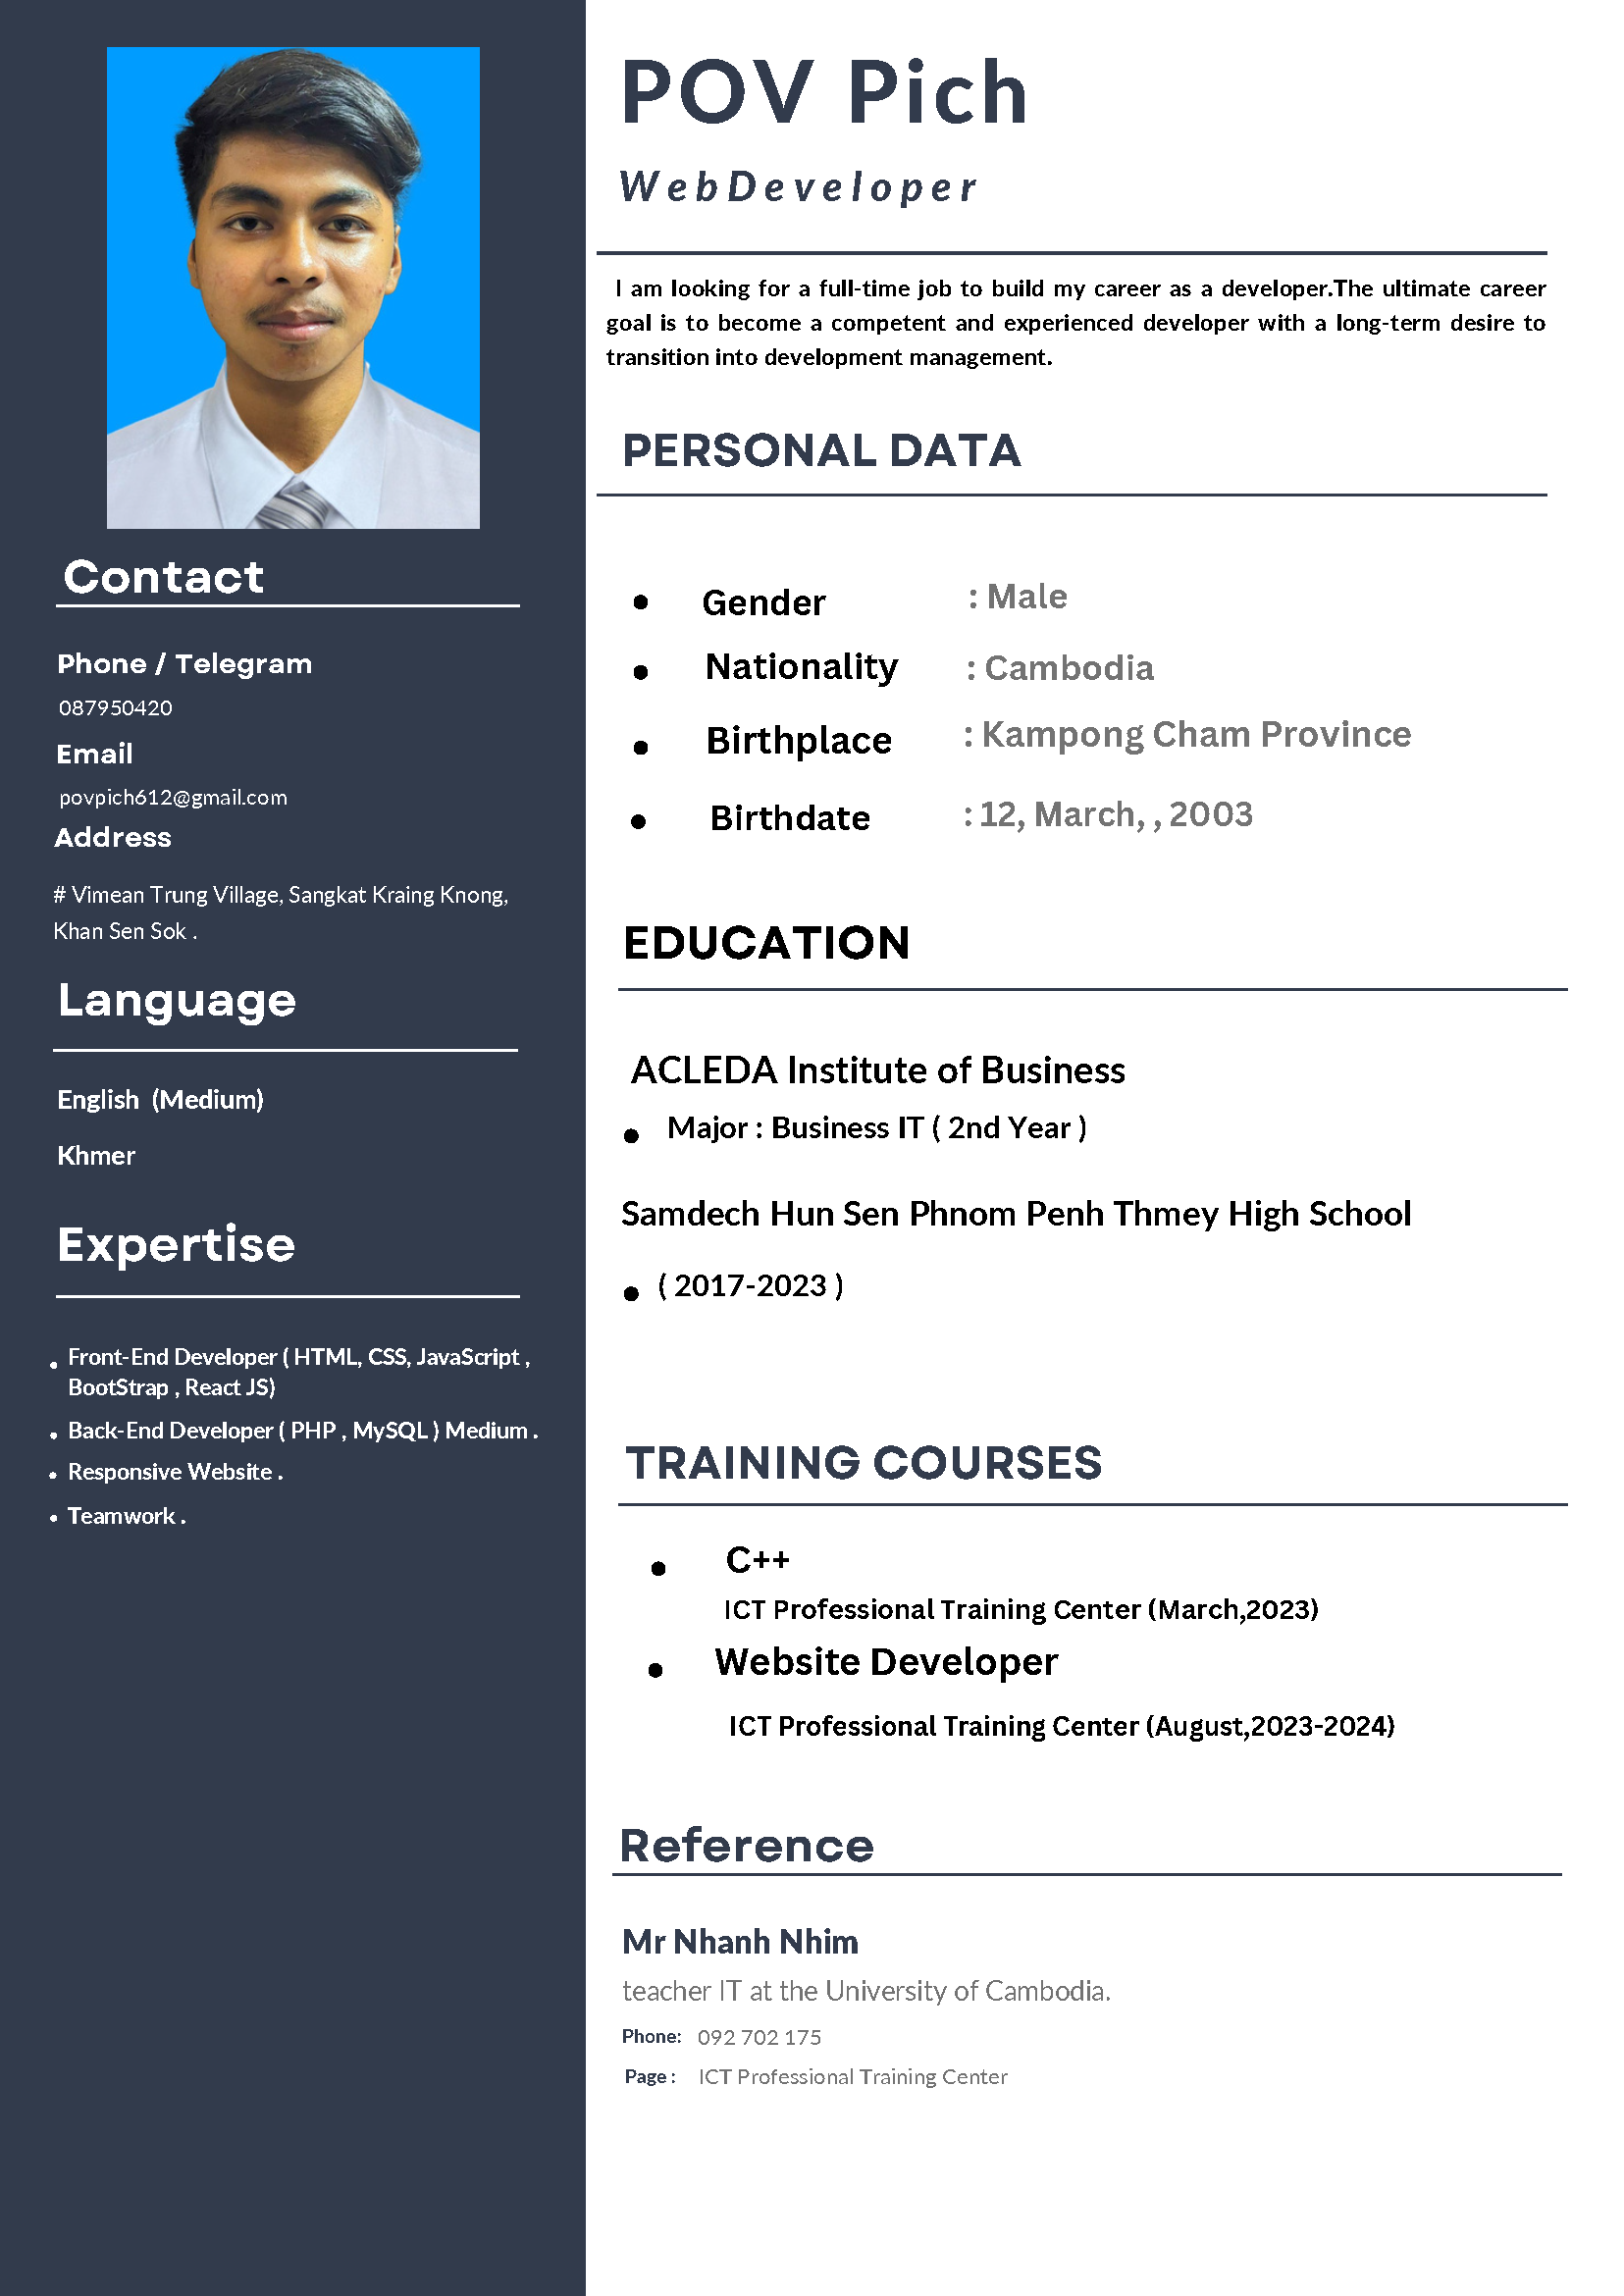 POV Pich
WebDeveloper
I am looking for a full-time job to build my career as a developer.The ultimate career
goal is to become a competent and experienced developer with a long-term desire to
transition into development management.
PERSONAL DATA
• Gender : Male
• Nationality : Cambodia
• Birthplace : Kampong Cham Province
• Birthdate : 12, March, , 2003
EDUCATION
ACLEDA Institute of Business
• Major : Business IT ( 2nd Year )
Samdech Hun Sen Phnom Penh Thmey High School
• ( 2017-2023 )
TRAINING COURSES
• C++
ICT Professional Training Center (March,2023)
• Website Developer
ICT Professional Training Center (August,2023-2024)
Reference
Mr Nhanh Nhim
teacher IT at the University of Cambodia.
Phone: 092 702 175
Page : ICT Professional Training Center
Contact
Phone / Telegram
087950420
Email
povpich612@gmail.com
Address
# Vimean Trung Village, Sangkat Kraing Knong,
Khan Sen Sok .
Language
English (Medium)
Khmer
Expertise
• Front-End Developer ( HTML, CSS, JavaScript ,
BootStrap , React JS)
• Back-End Developer ( PHP , MySQL ) Medium .
• Responsive Website .
• Teamwork .